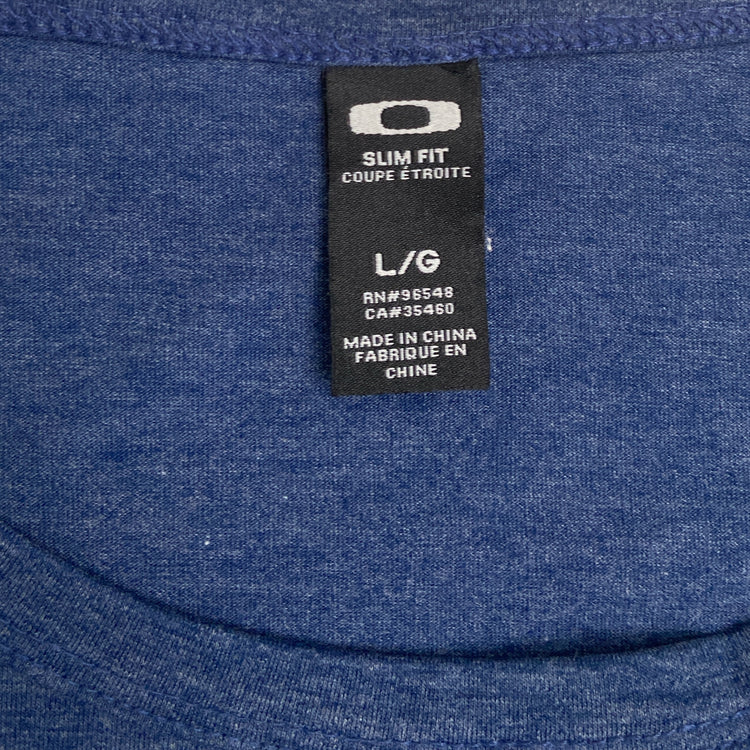 SLIM FIT
COUPE ÉTROITE
L/G
RN#96548
CA#35460
MADE IN CHINA
FABRIQUE EN
CHINE